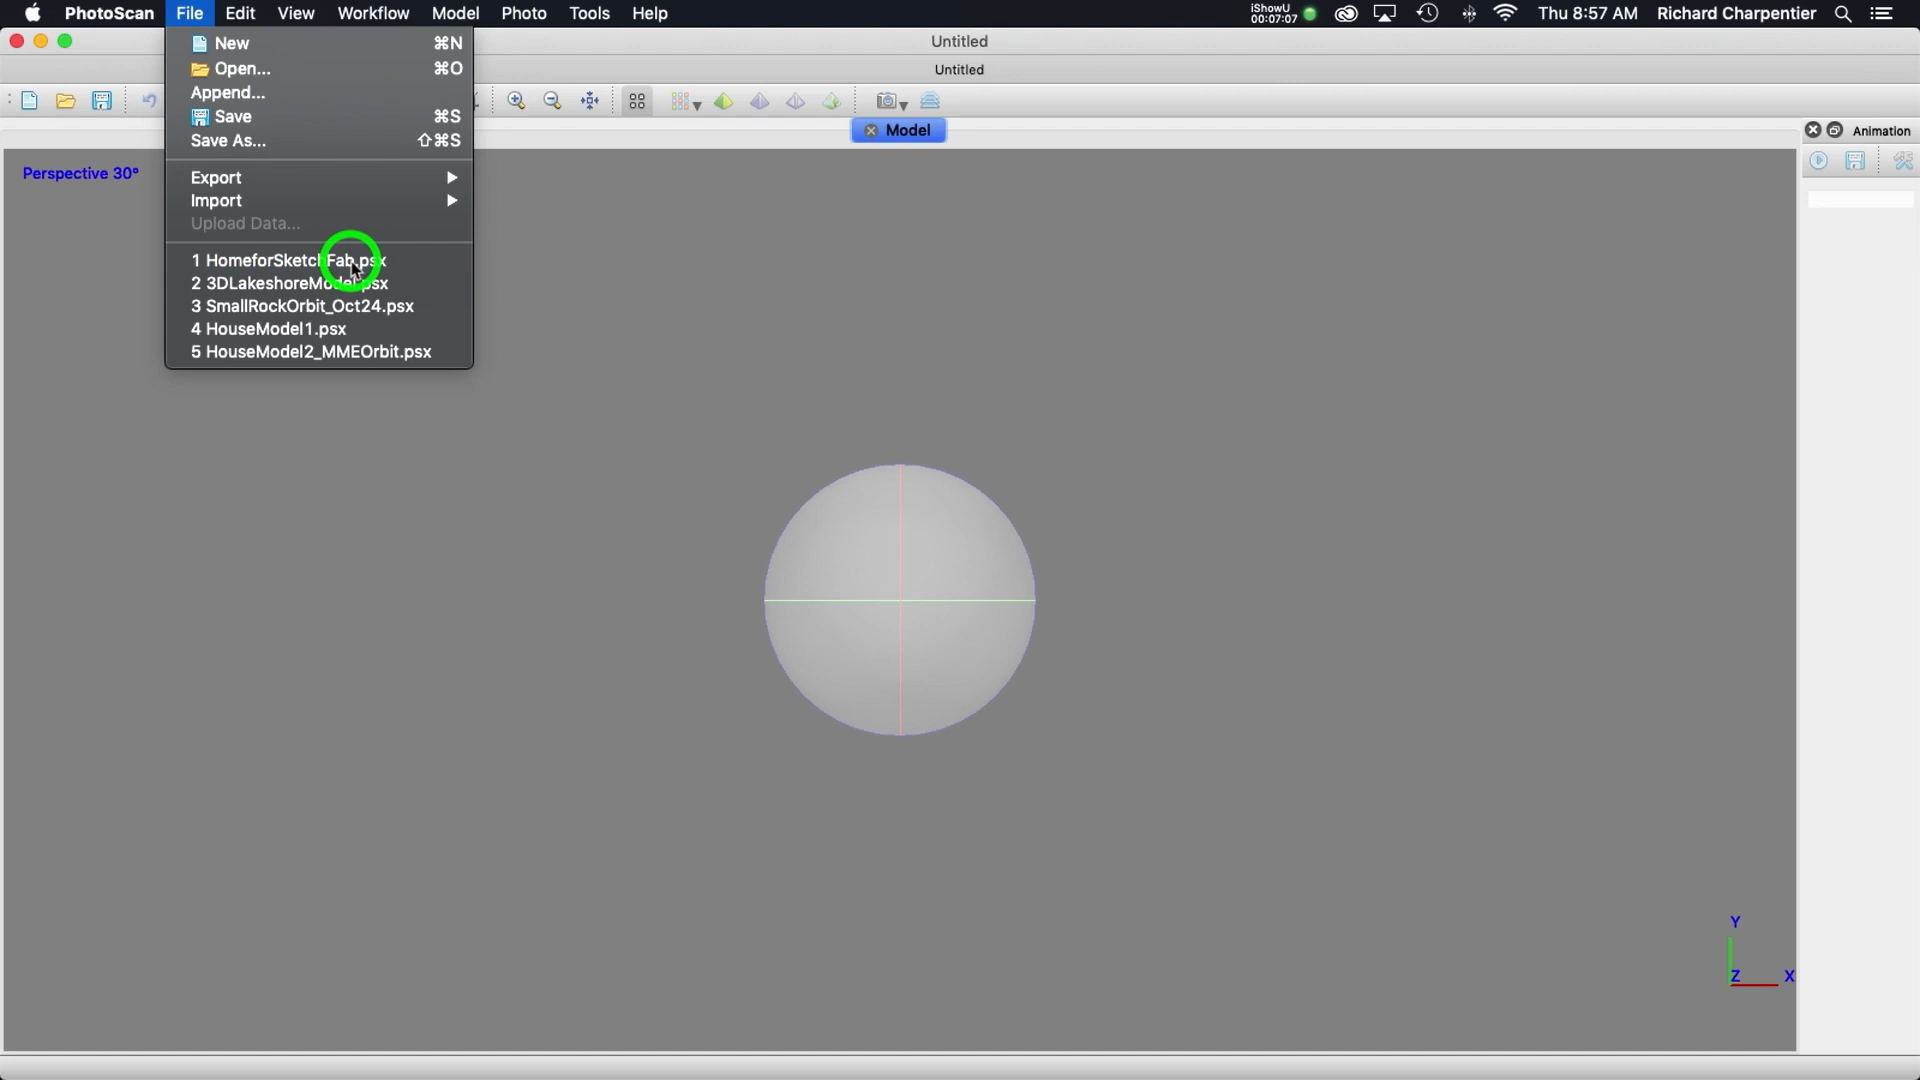 PhotoScan File Edit View Workflow Model Photo Tools Help iShowU 00:07:07 Thu 8:57 AM Richard Charpentier
New ⌘N
Untitled
Open... ⌘O
Untitled
Append...
Save ⌘S
Save As... ⇧⌘S
Model
Animation
Perspective 30°
Export
Import
Upload Data...
1 HomeforSketchFab.psx
2 3DLakeshoreModel.psx
3 SmallRockOrbit_Oct24.psx
4 HouseModel1.psx
5 HouseModel2_MMEOrbit.psx
Y
Z X